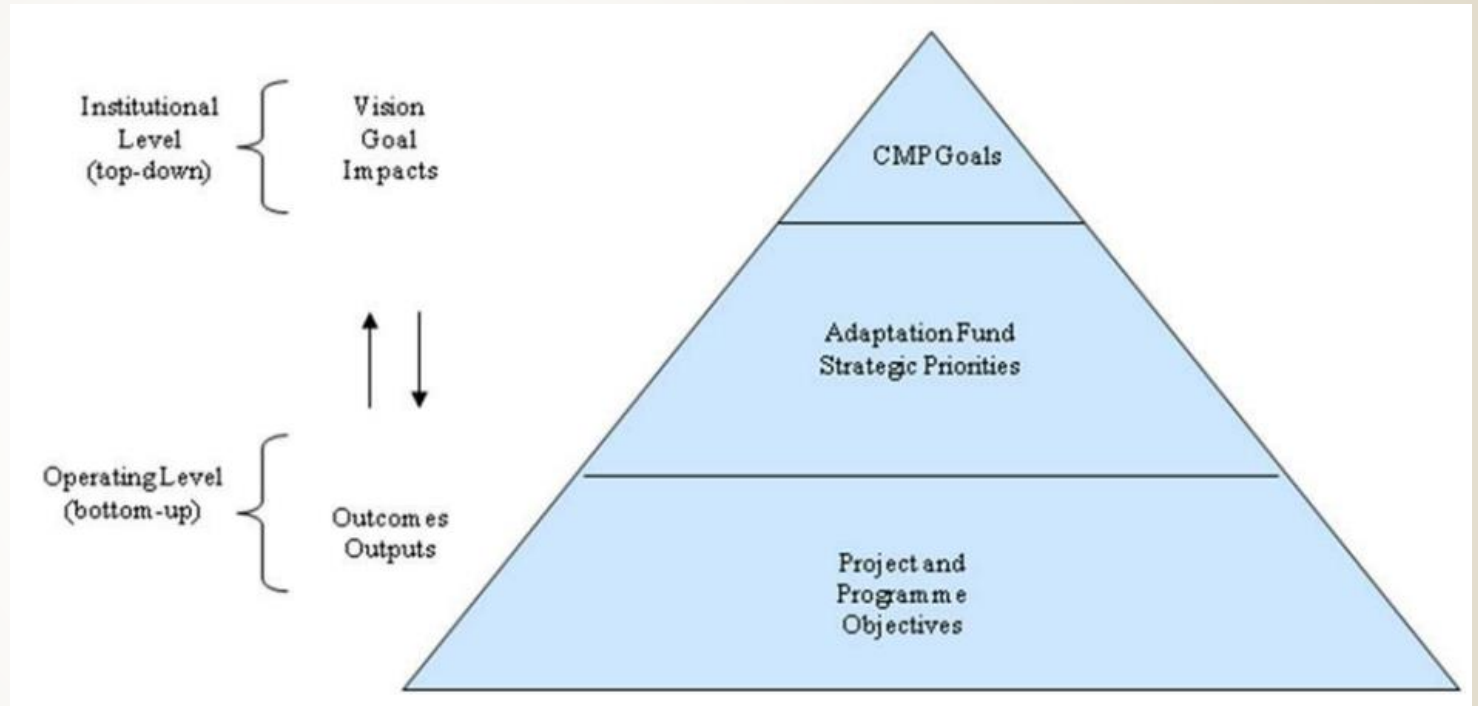 Institutional
Level
(top-down)
Vision
Goal
Impacts
CMP Goals
Adaptation Fund
Strategic Priorities
Operating Level
(bottom-up)
Outcomes
Outputs
Project and
Programme
Objectives